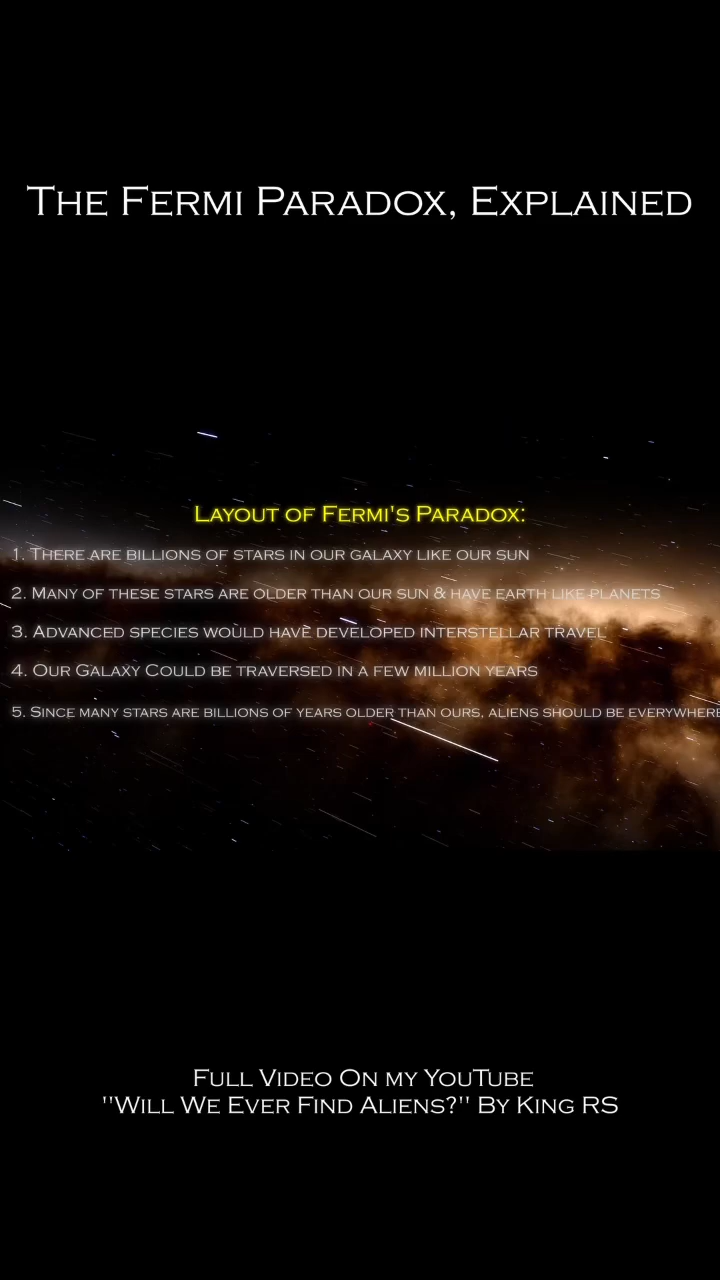 The Fermi Paradox, Explained
Layout of Fermi's Paradox:
1. There are billions of stars in our galaxy like our sun
2. Many of these stars are older than our sun & have earth like planets
3. Advanced species would have developed interstellar travel
4. Our Galaxy Could be traversed in a few million years
5. Since many stars are billions of years older than ours, aliens should be everywhere
Full Video On my YouTube
"Will We Ever Find Aliens?" By King RS